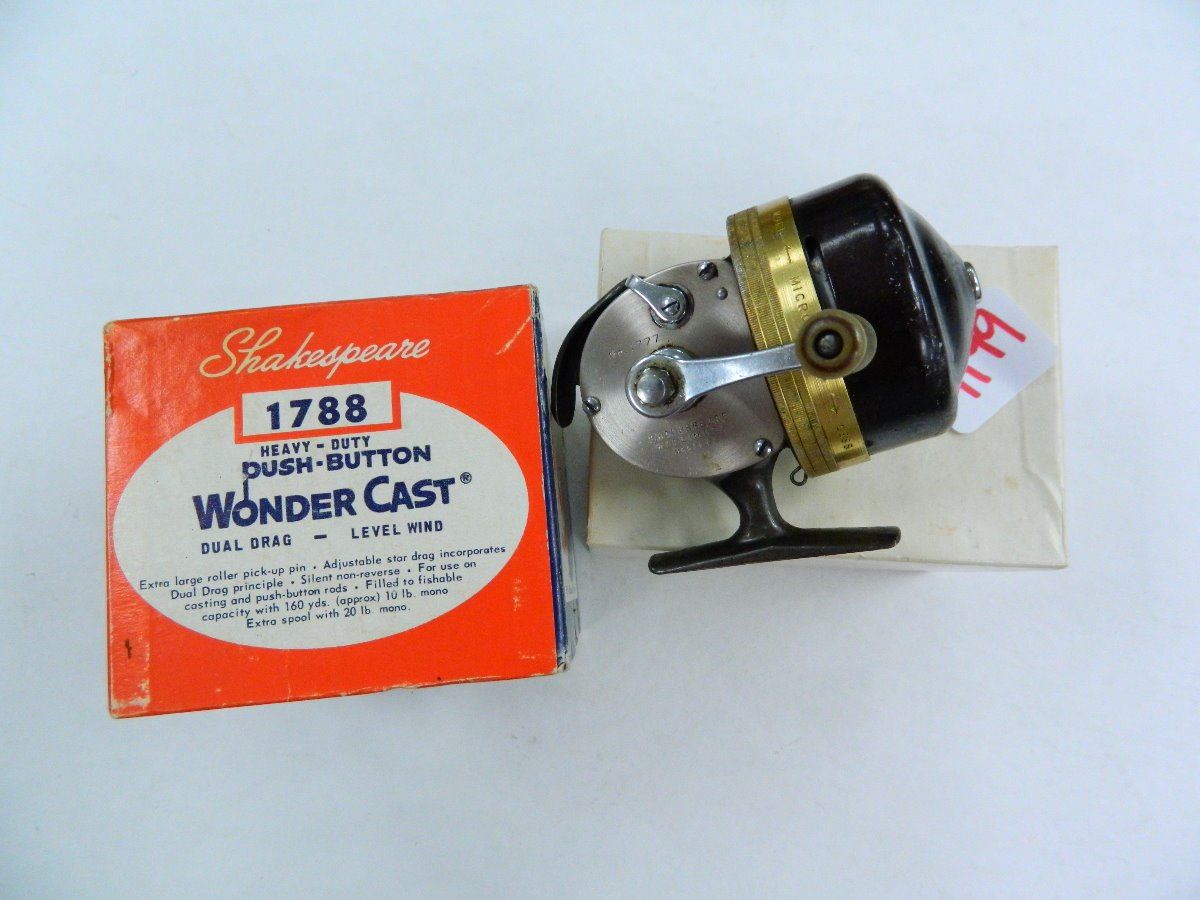 Shakespeare
1788
HEAVY-DUTY
PUSH-BUTTON
WONDER CAST®
DUAL DRAG — LEVEL WIND
Extra large roller pick-up pin • Adjustable star drag incorporates
Dual Drag principle • Silent non-reverse • For use on
casting and push-button rods • Filled to fishable
capacity with 160 yds. (approx) 10 lb. mono
Extra spool with 20 lb. mono.
MICRO
1199